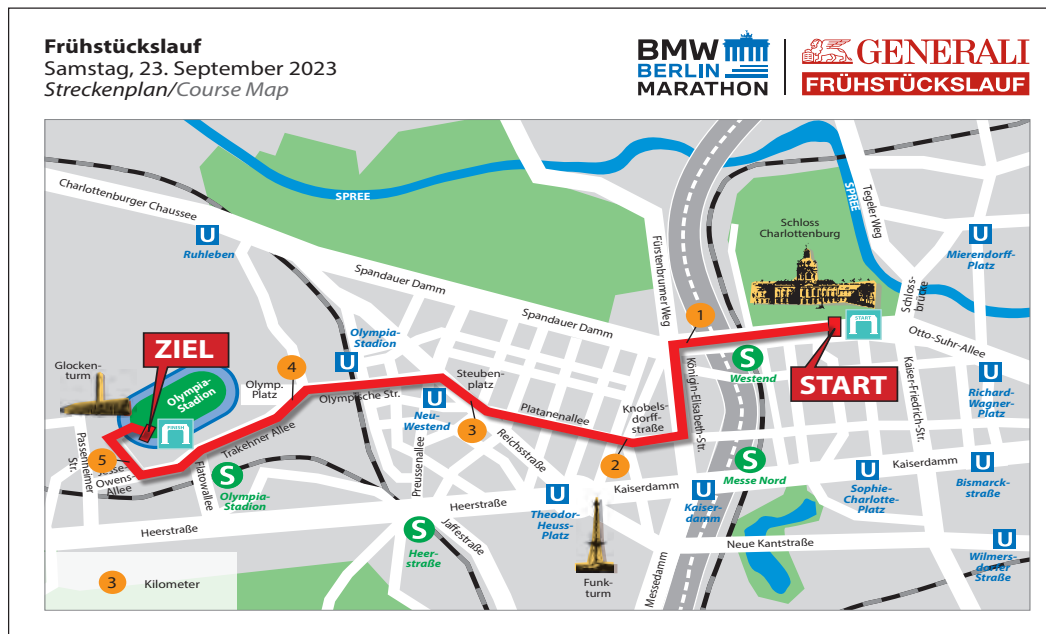 Frühstückslauf
Samstag, 23. September 2023
Streckenplan/Course Map
BMW
BERLIN
MARATHON
GENERALI
FRÜHSTÜCKSLAUF
Charlottenburger Chaussee
SPREE
SPREE
Tegeler Weg
Schloss
Charlottenburg
U
Ruhleben
U
Mierendorff-
Platz
Fürstenbrunner Weg
Spandauer Damm
Schloss-
brücke
Spandauer Damm
1
START
Otto-Suhr-Allee
Olympia-
Stadion
U
ZIEL
Glocken-
turm
Olympia-
Stadion
4
Olymp.
Platz
Olympische Str.
Steuben-
platz
S
Westend
START
Königin-Elisabeth-Str.
Kaiser-Friedrich-Str.
U
Richard-
Wagner-
Platz
U
Neu-
Westend
3
Platanenallee
Knobels-
dorff-
straße
FINISH
Trakehner Allee
Passenheimer
Str.
5
Jesse-
Owens-
Allee
Flatowallee
S
Olympia-
Stadion
Preussenallee
Reichsstraße
2
S
Messe Nord
Kaiserdamm
Kaiserdamm
U
Sophie-
Charlotte-
Platz
U
Bismarck-
straße
Heerstraße
Heerstraße
U
Theodor-
Heuss-
Platz
U
Kaiser-
damm
S
Heer-
straße
Jafféstraße
Neue Kantstraße
U
Wilmers-
dorfer
Straße
Funk-
turm
Messedamm
3
Kilometer